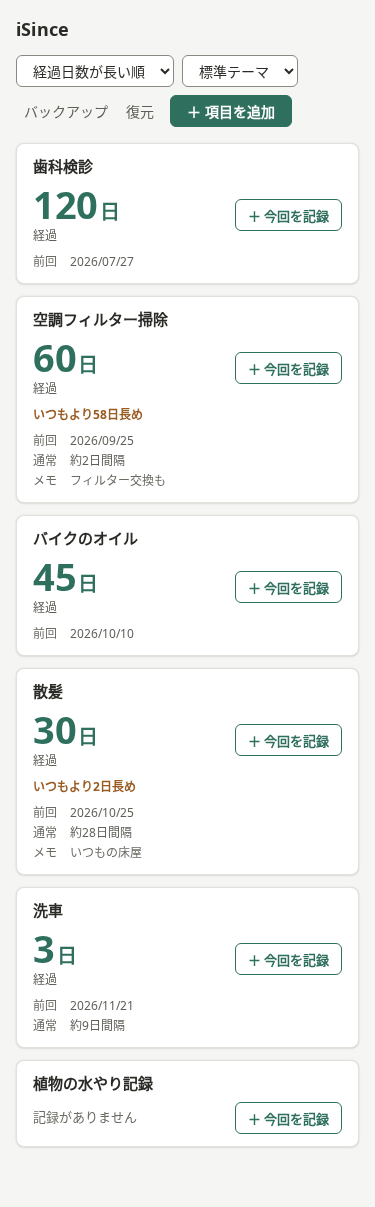 iSince
経過日数が長い順 標準テーマ
バックアップ 復元 ＋ 項目を追加
歯科検診
120日
経過
＋ 今回を記録
前回 2026/07/27
空調フィルター掃除
60日
経過
＋ 今回を記録
いつもより58日長め
前回 2026/09/25
通常 約2日間隔
メモ フィルター交換も
バイクのオイル
45日
経過
＋ 今回を記録
前回 2026/10/10
散髪
30日
経過
＋ 今回を記録
いつもより2日長め
前回 2026/10/25
通常 約28日間隔
メモ いつもの床屋
洗車
3日
経過
＋ 今回を記録
前回 2026/11/21
通常 約9日間隔
植物の水やり記録
記録がありません ＋ 今回を記録